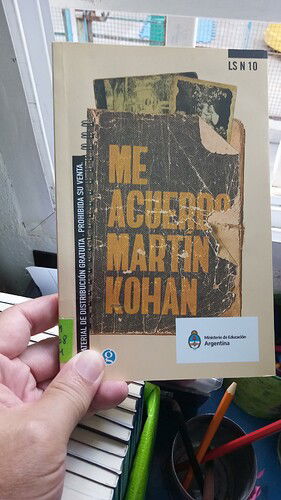 LS N 10
ME
ACUERDO
MARTÍN
KOHAN
MATERIAL DE DISTRIBUCIÓN GRATUITA - PROHIBIDA SU VENTA
Ministerio de Educación
Argentina
g